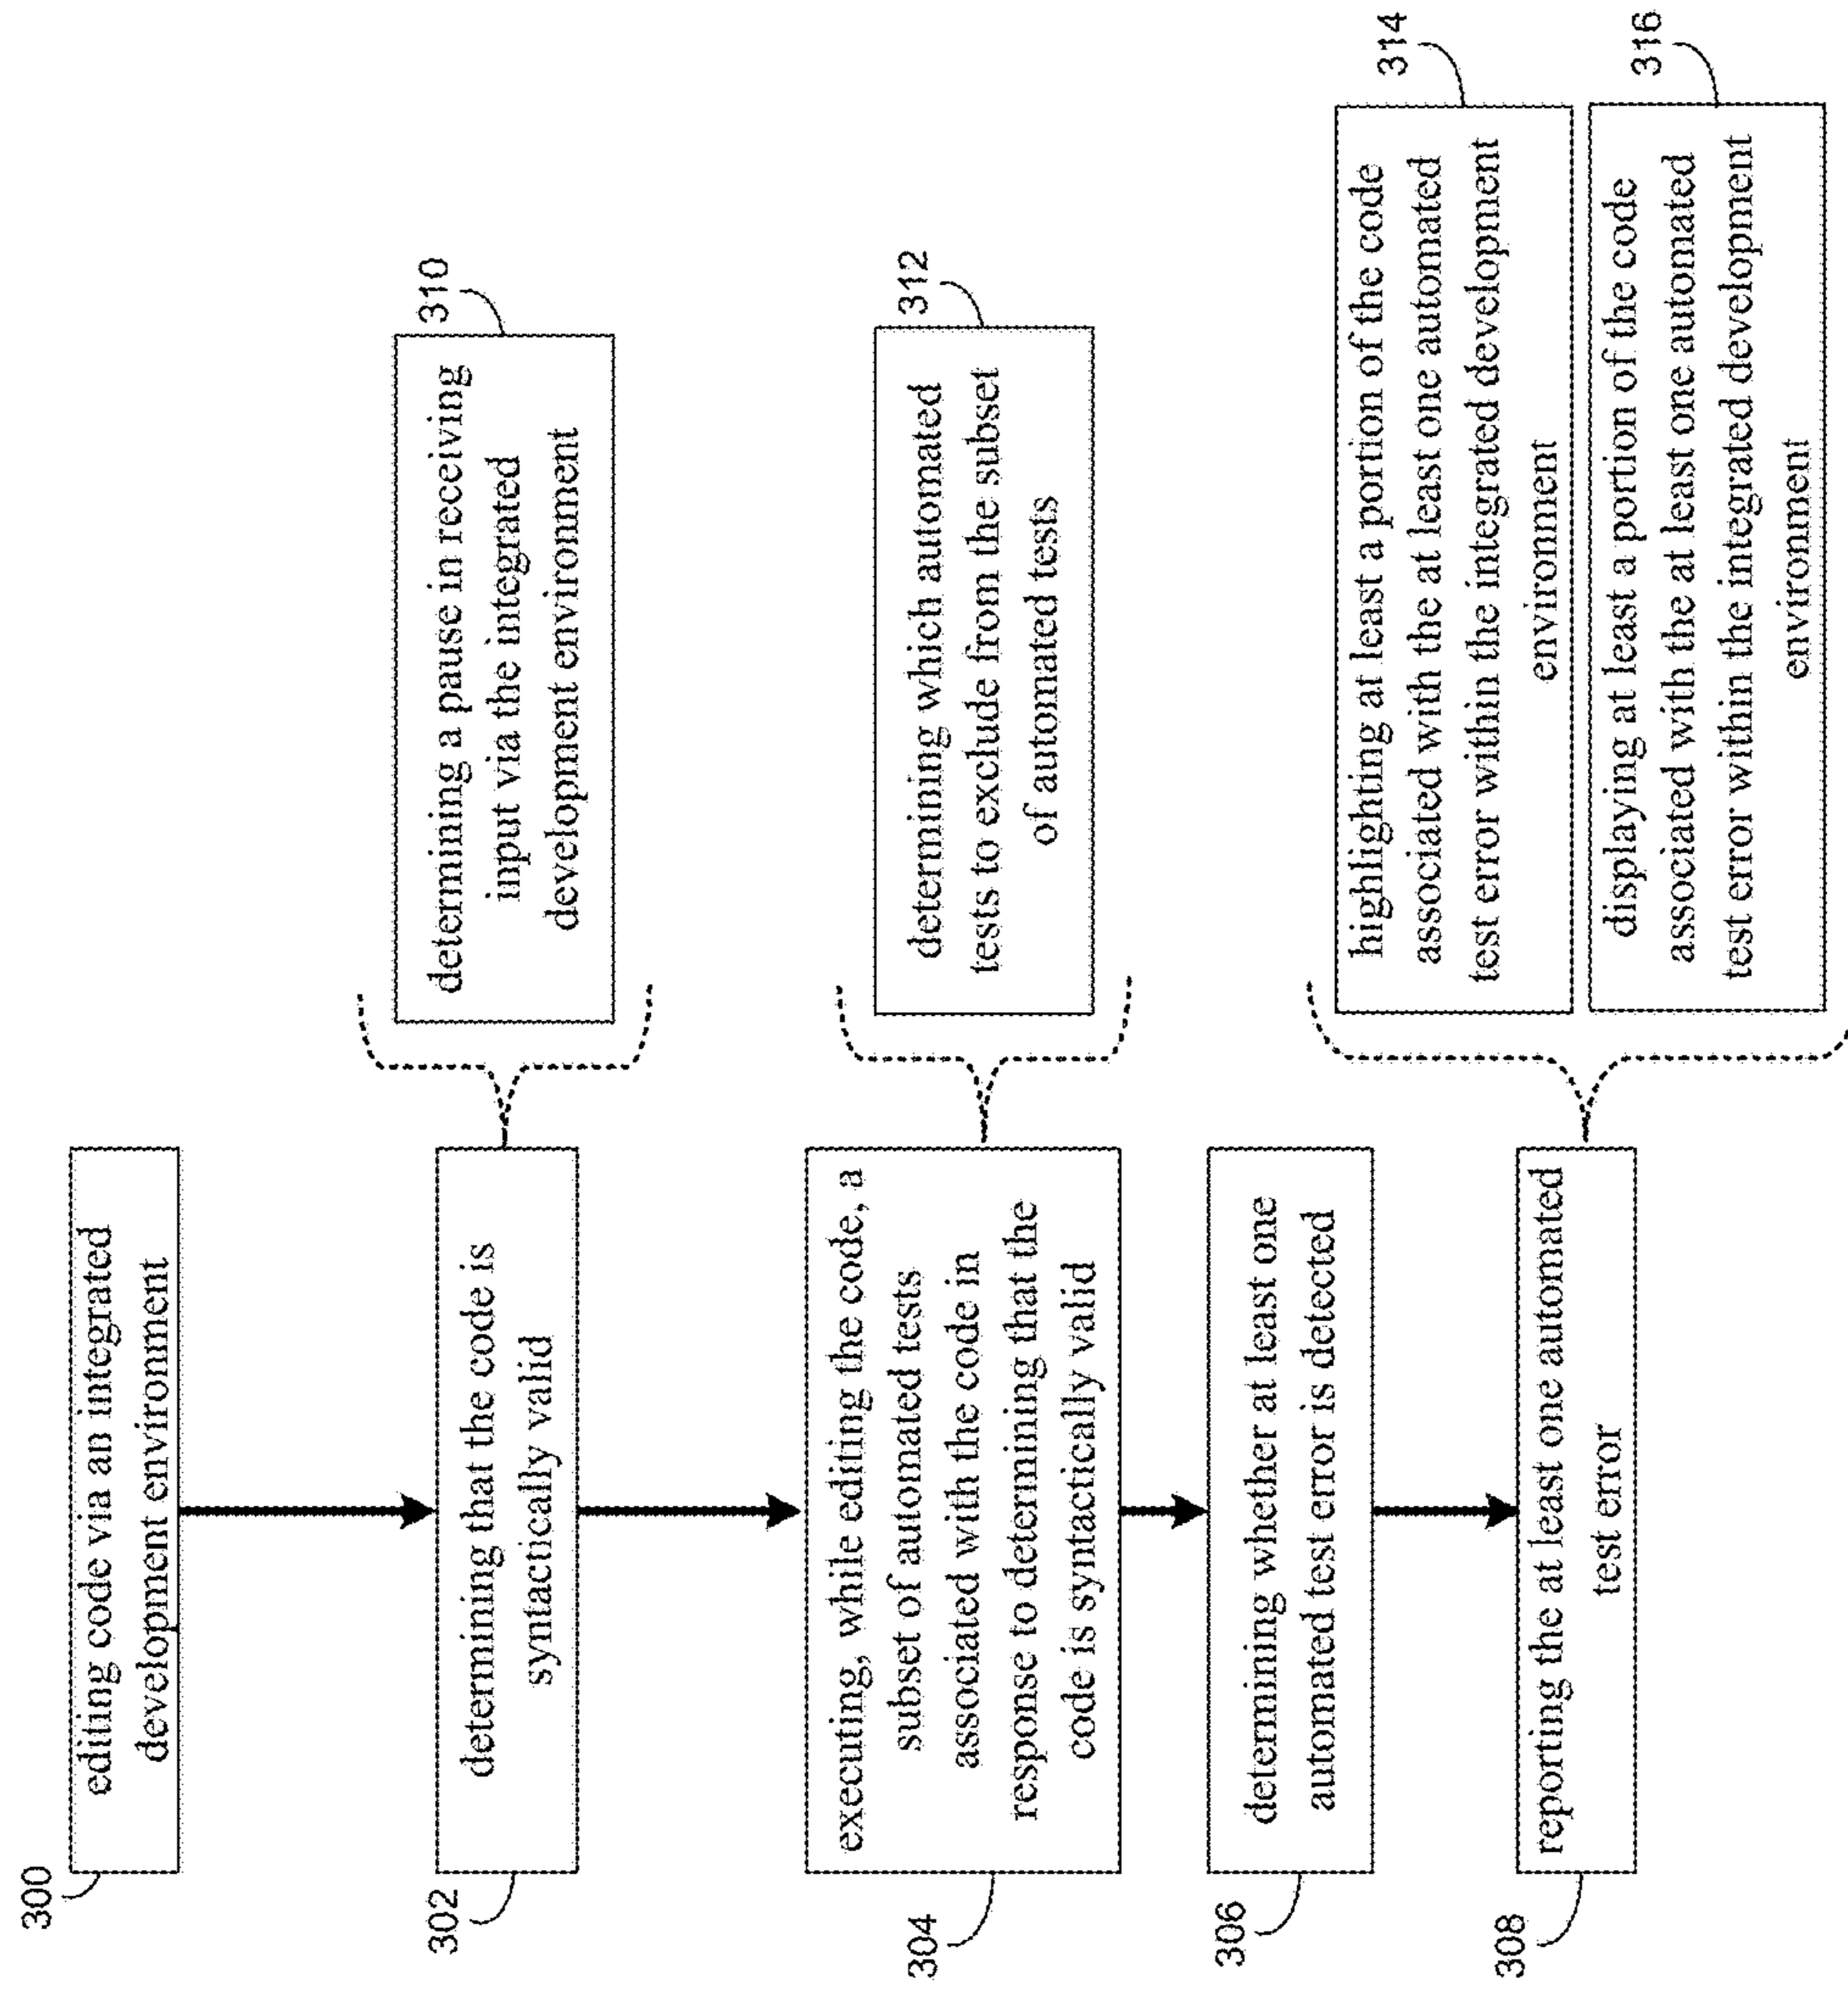 300
editing code via an integrated
development environment
302
determining that the code is
syntactically valid
310
determining a pause in receiving
input via the integrated
development environment
304
executing, while editing the code, a
subset of automated tests
associated with the code in
response to determining that the
code is syntactically valid
312
determining which automated
tests to exclude from the subset
of automated tests
306
determining whether at least one
automated test error is detected
308
reporting the at least one automated
test error
314
highlighting at least a portion of the code
associated with the at least one automated
test error within the integrated development
environment
316
displaying at least a portion of the code
associated with the at least one automated
test error within the integrated development
environment